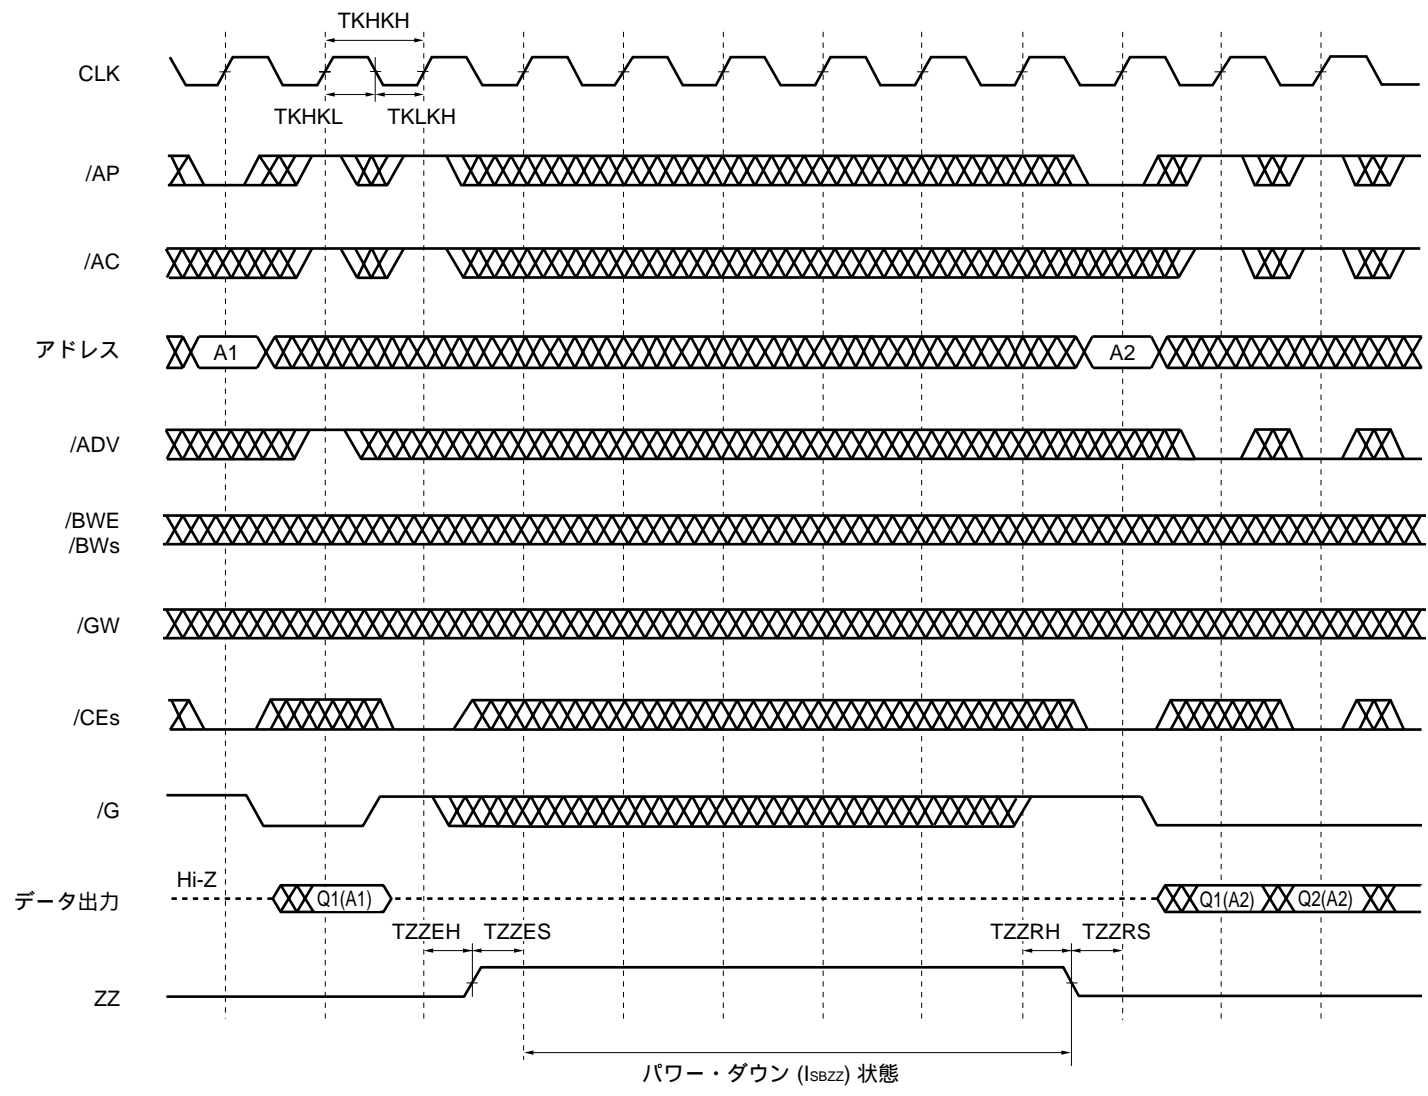 TKHKH
CLK
TKHKL TKLKH
/AP
/AC
アドレス A1 A2
/ADV
/BWE
/BWs
/GW
/CEs
/G
Hi-Z
データ出力 Q1(A1) Q1(A2) Q2(A2)
TZZEH TZZES TZZRH TZZRS
ZZ
パワー・ダウン (ISBZZ) 状態